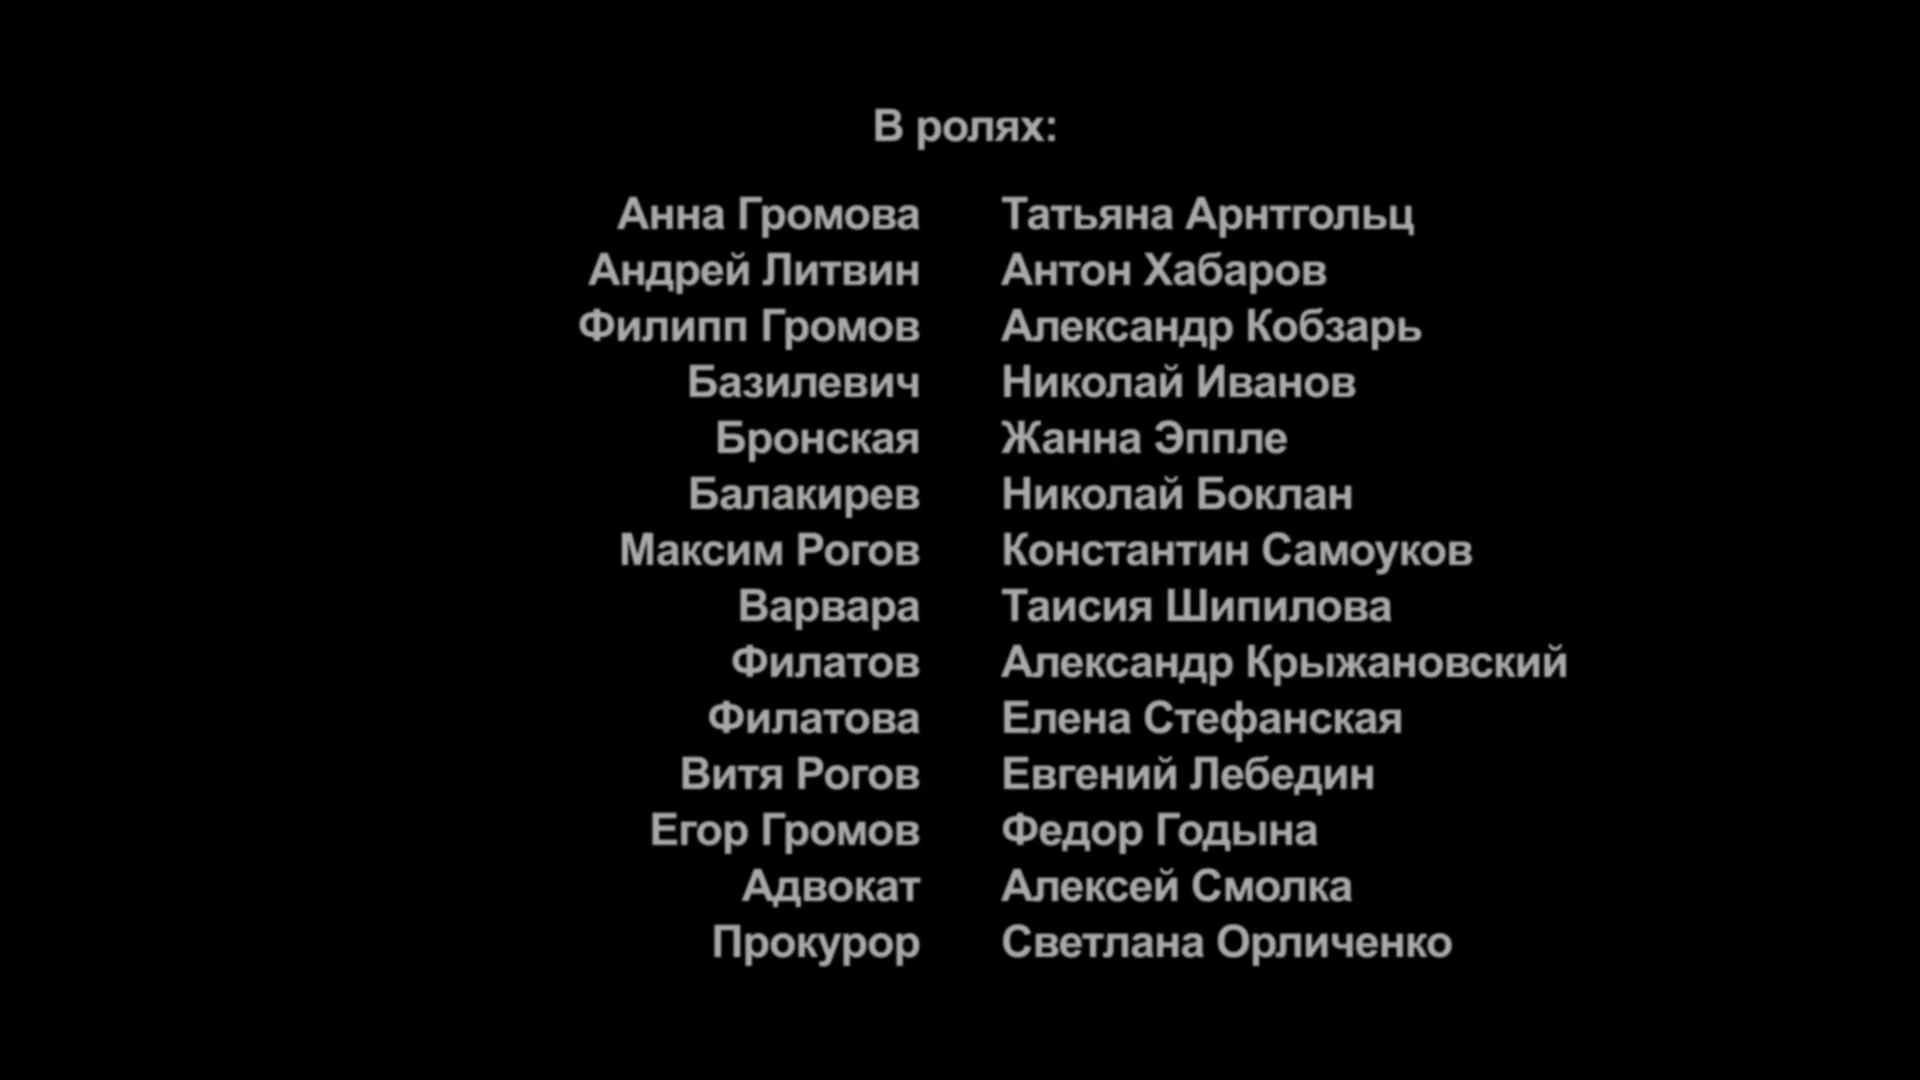 В ролях:
Анна Громова Татьяна Арнтгольц
Андрей Литвин Антон Хабаров
Филипп Громов Александр Кобзарь
Базилевич Николай Иванов
Бронская Жанна Эппле
Балакирев Николай Боклан
Максим Рогов Константин Самоуков
Варвара Таисия Шипилова
Филатов Александр Крыжановский
Филатова Елена Стефанская
Витя Рогов Евгений Лебедин
Егор Громов Федор Годына
Адвокат Алексей Смолка
Прокурор Светлана Орличенко